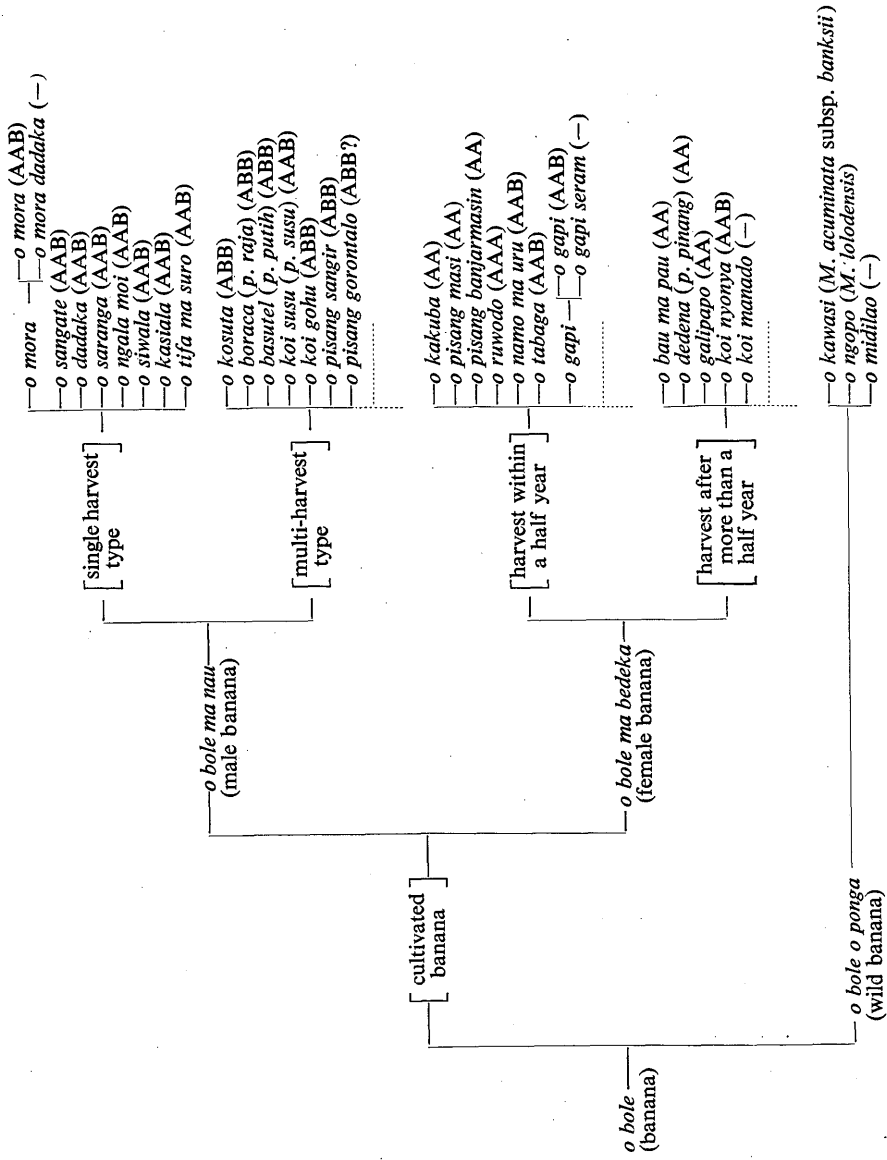 o bole
(banana)
[cultivated
banana]
o bole ma nau
(male banana)
[single harvest
type]
o mora
o mora (AAB)
o mora dadaka (—)
o sangate (AAB)
o dadaka (AAB)
o saranga (AAB)
o ngala moi (AAB)
o siwala (AAB)
o kasiala (AAB)
o tifa ma suro (AAB)
[multi-harvest
type]
o kosuta (ABB)
o boraca (p. raja) (ABB)
o basutel (p. putih) (ABB)
o koi susu (p. susu) (AAB)
o koi gohu (ABB)
o pisang sangir (ABB)
o pisang gorontalo (ABB?)
o bole ma bedeka
(female banana)
[harvest within
a half year]
o kakuba (AA)
o pisang masi (AA)
o pisang banjarmasin (AA)
o ruwodo (AAA)
o namo ma uru (AAB)
o tabaga (AAB)
o gapi
o gapi (AAB)
o gapi seram (—)
[harvest after
more than a
half year]
o bau ma pau (AA)
o dedena (p. pinang) (AA)
o galipapo (AA)
o koi nyonya (AAB)
o koi manado (—)
o bole o ponga
(wild banana)
o kawasi (M. acuminata subsp. banksii)
o ngopo (M. lolodensis)
o midilao (—)